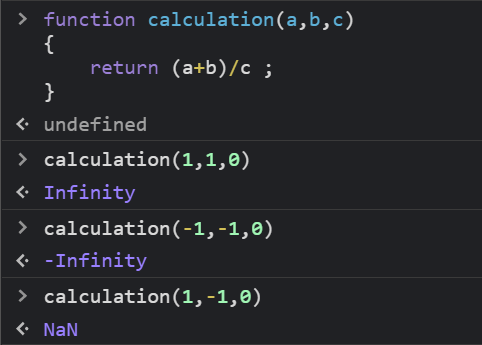 > function calculation(a,b,c)
{
    return (a+b)/c ;
}
undefined
> calculation(1,1,0)
Infinity
> calculation(-1,-1,0)
-Infinity
> calculation(1,-1,0)
NaN